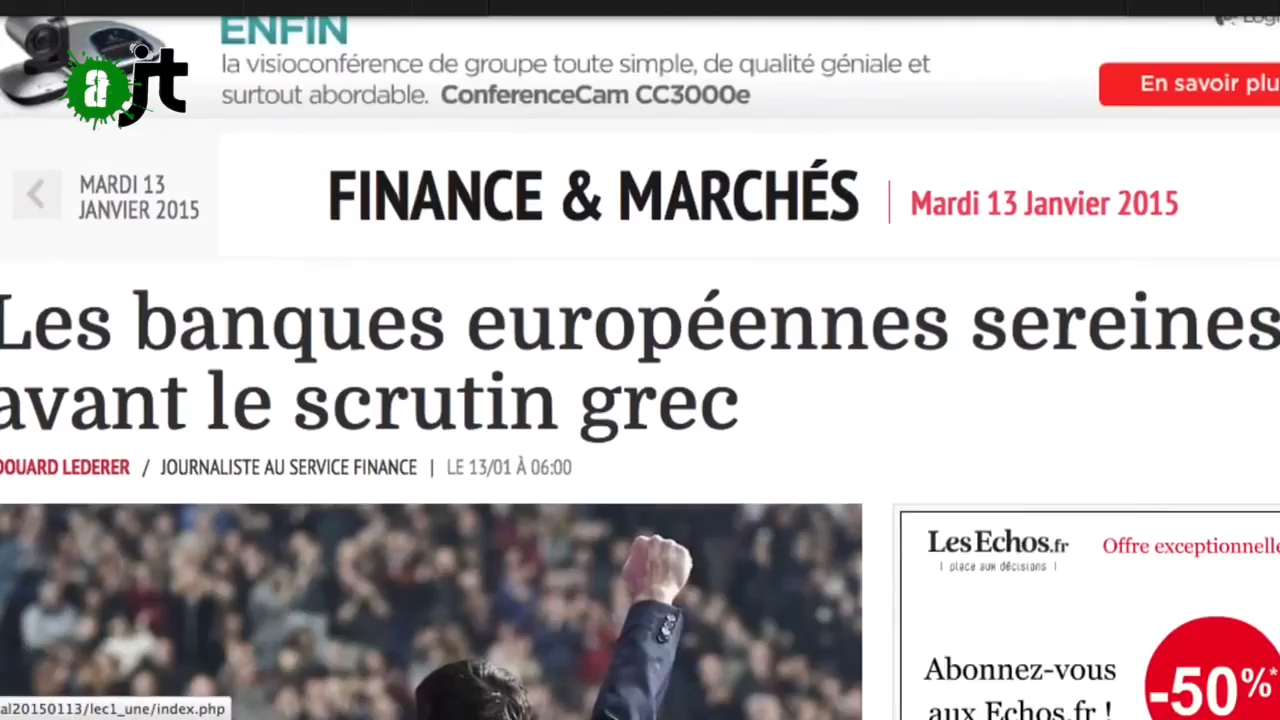 ENFIN
la visioconférence de groupe toute simple, de qualité géniale et
surtout abordable. ConferenceCam CC3000e
En savoir plu
a jt
MARDI 13
JANVIER 2015
FINANCE & MARCHÉS
Mardi 13 Janvier 2015
Les banques européennes sereines
avant le scrutin grec
DOUARD LEDERER / JOURNALISTE AU SERVICE FINANCE | LE 13/01 À 06:00
LesEchos.fr
place aux décisions
Offre exceptionnelle
Abonnez-vous
aux Echos.fr !
-50%*
al20150113/lec1_une/index.php